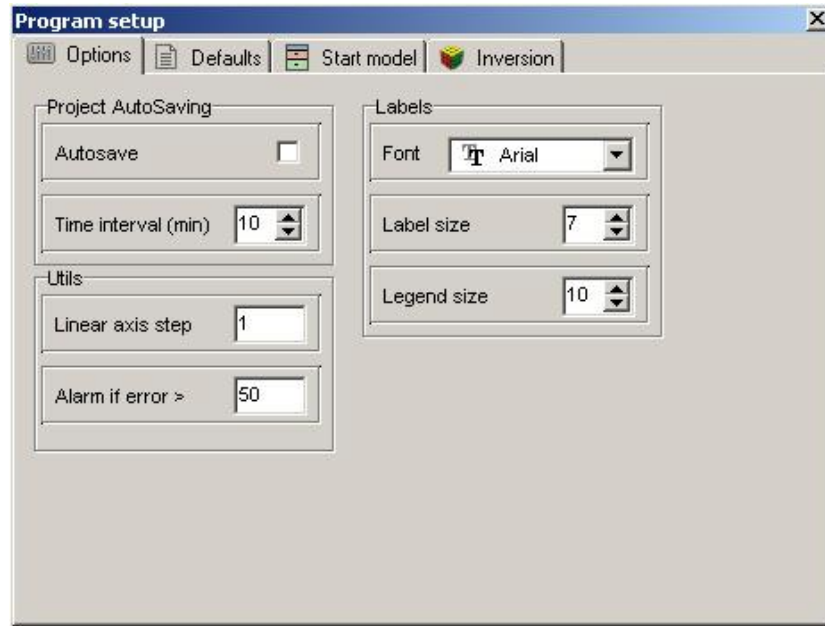 Program setup
Options
Defaults
Start model
Inversion
Project AutoSaving
Autosave
Time interval (min) 10
Utils
Linear axis step 1
Alarm if error > 50
Labels
Font Arial
Label size 7
Legend size 10